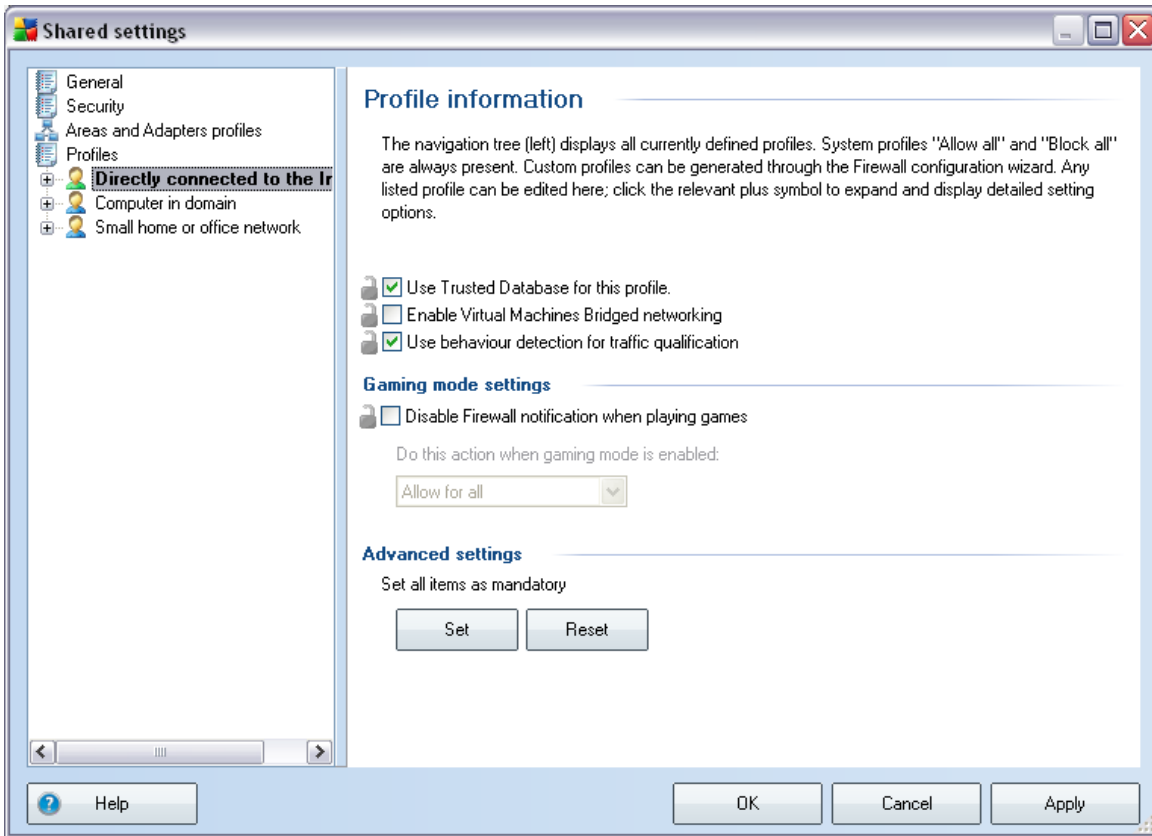 Shared settings
General
Security
Areas and Adapters profiles
Profiles
Directly connected to the Ir
Computer in domain
Small home or office network
Profile information
The navigation tree (left) displays all currently defined profiles. System profiles "Allow all" and "Block all"
are always present. Custom profiles can be generated through the Firewall configuration wizard. Any
listed profile can be edited here; click the relevant plus symbol to expand and display detailed setting
options.
Use Trusted Database for this profile.
Enable Virtual Machines Bridged networking
Use behaviour detection for traffic qualification
Gaming mode settings
Disable Firewall notification when playing games
Do this action when gaming mode is enabled:
Allow for all
Advanced settings
Set all items as mandatory
Set
Reset
Help
OK
Cancel
Apply